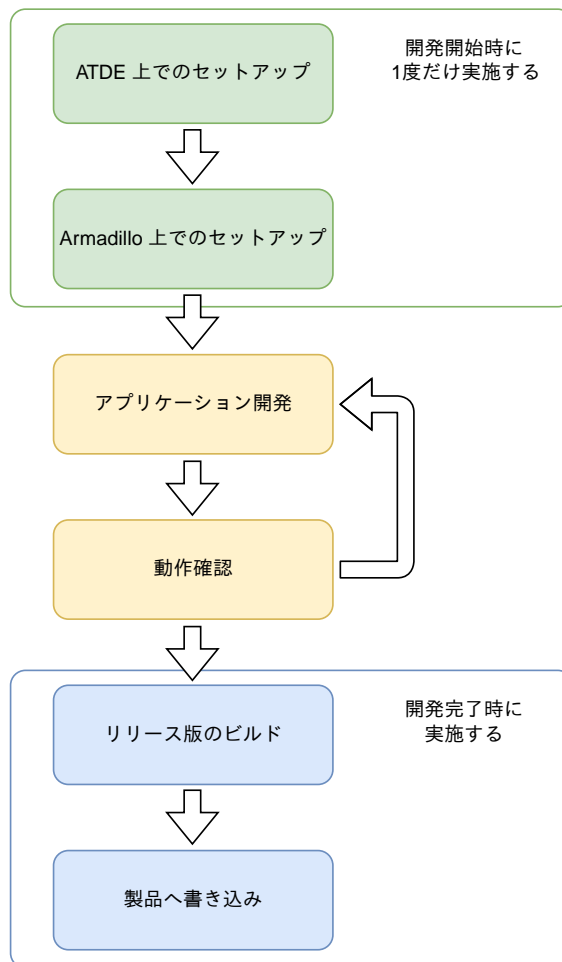 ATDE 上でのセットアップ
開発開始時に
1度だけ実施する
Armadillo 上でのセットアップ
アプリケーション開発
動作確認
リリース版のビルド
開発完了時に
実施する
製品へ書き込み